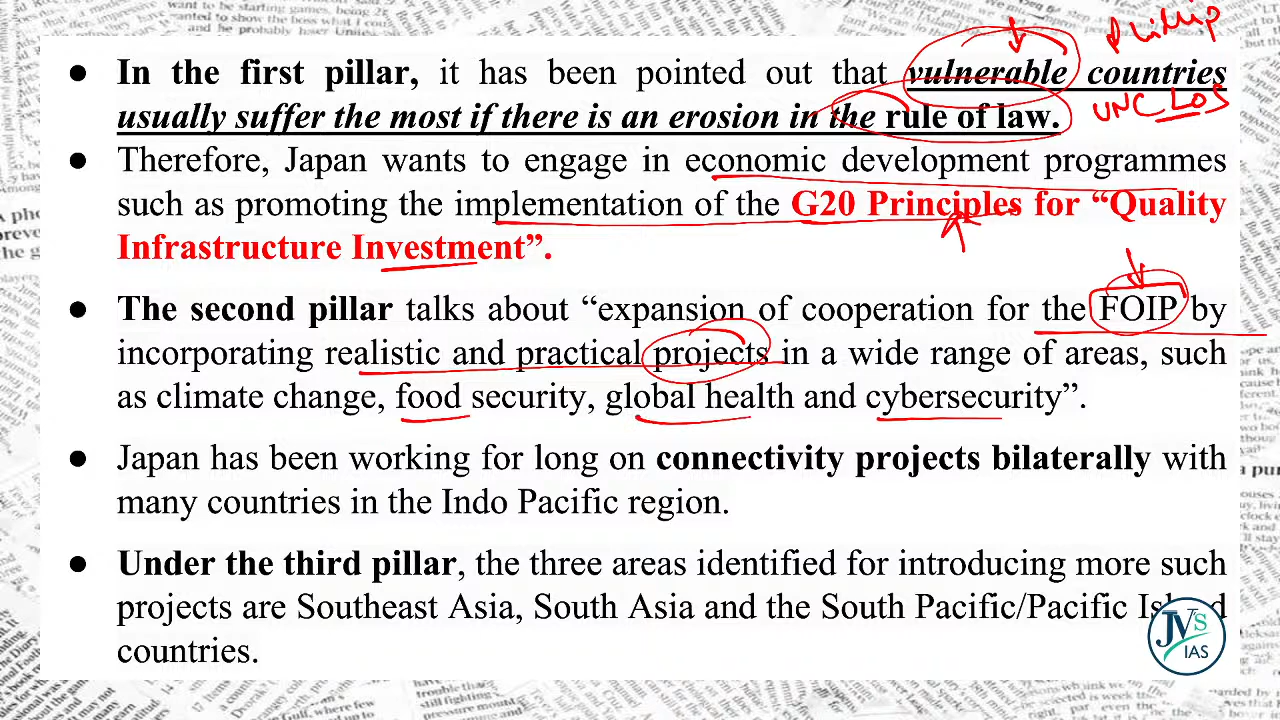 In the first pillar, it has been pointed out that vulnerable countries
usually suffer the most if there is an erosion in the rule of law.
Phillip
UNCLOS
Therefore, Japan wants to engage in economic development programmes
such as promoting the implementation of the G20 Principles for “Quality
Infrastructure Investment”.
The second pillar talks about “expansion of cooperation for the FOIP by
incorporating realistic and practical projects in a wide range of areas, such
as climate change, food security, global health and cybersecurity”.
Japan has been working for long on connectivity projects bilaterally with
many countries in the Indo Pacific region.
Under the third pillar, the three areas identified for introducing more such
projects are Southeast Asia, South Asia and the South Pacific/Pacific Island
countries.
JVS
IAS